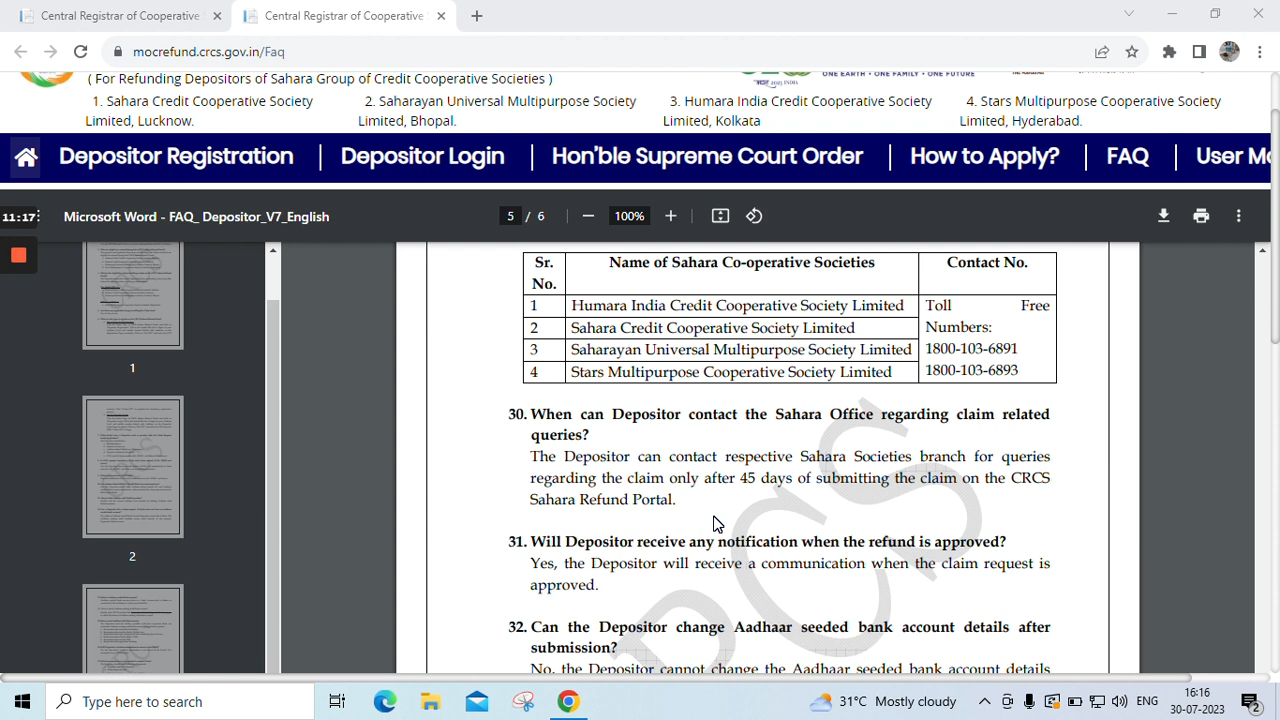 Central Registrar of Cooperative
Central Registrar of Cooperative
mocrefund.crcs.gov.in/Faq
( For Refunding Depositors of Sahara Group of Credit Cooperative Societies )
ONE EARTH • ONE FAMILY • ONE FUTURE
1. Sahara Credit Cooperative Society
Limited, Lucknow.
2. Saharayan Universal Multipurpose Society
Limited, Bhopal.
3. Humara India Credit Cooperative Society
Limited, Kolkata
4. Stars Multipurpose Cooperative Society
Limited, Hyderabad.
Depositor Registration | Depositor Login | Hon'ble Supreme Court Order | How to Apply? | FAQ | User Ma
11:17
Microsoft Word - FAQ_ Depositor_V7_English
5 / 6
100%
1
2
Sr. No. Name of Sahara Co-operative Societies Contact No.
1 Humara India Credit Cooperative Society Limited
2 Sahara Credit Cooperative Society Limited
3 Saharayan Universal Multipurpose Society Limited
4 Stars Multipurpose Cooperative Society Limited
Toll Free
Numbers:
1800-103-6891
1800-103-6893
30. When can Depositor contact the Sahara Office regarding claim related
queries?
The Depositor can contact respective Sahara Societies branch for queries
regarding the claim only after 45 days of submitting the claim on the CRCS
Sahara Refund Portal.
31. Will Depositor receive any notification when the refund is approved?
Yes, the Depositor will receive a communication when the claim request is
approved.
32. Can the Depositor change Aadhaar seeded bank account details after
submission?
No, the Depositor cannot change the Aadhaar seeded bank account details
Type here to search
31°C Mostly cloudy
ENG
16:16
30-07-2023
2